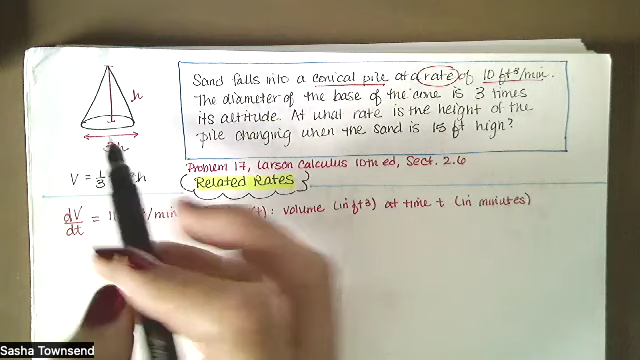 Sand falls into a conical pile at a rate of 10 ft³/min.
The diameter of the base of the cone is 3 times
its altitude. At what rate is the height of the
pile changing when the sand is 15 ft high?
h
Problem 17, Larson Calculus 10th ed, Sect. 2.6
V = 1/3 h
Related Rates
dV/dt = /min (t): volume (in ft³) at time t (in minutes)
Sasha Townsend